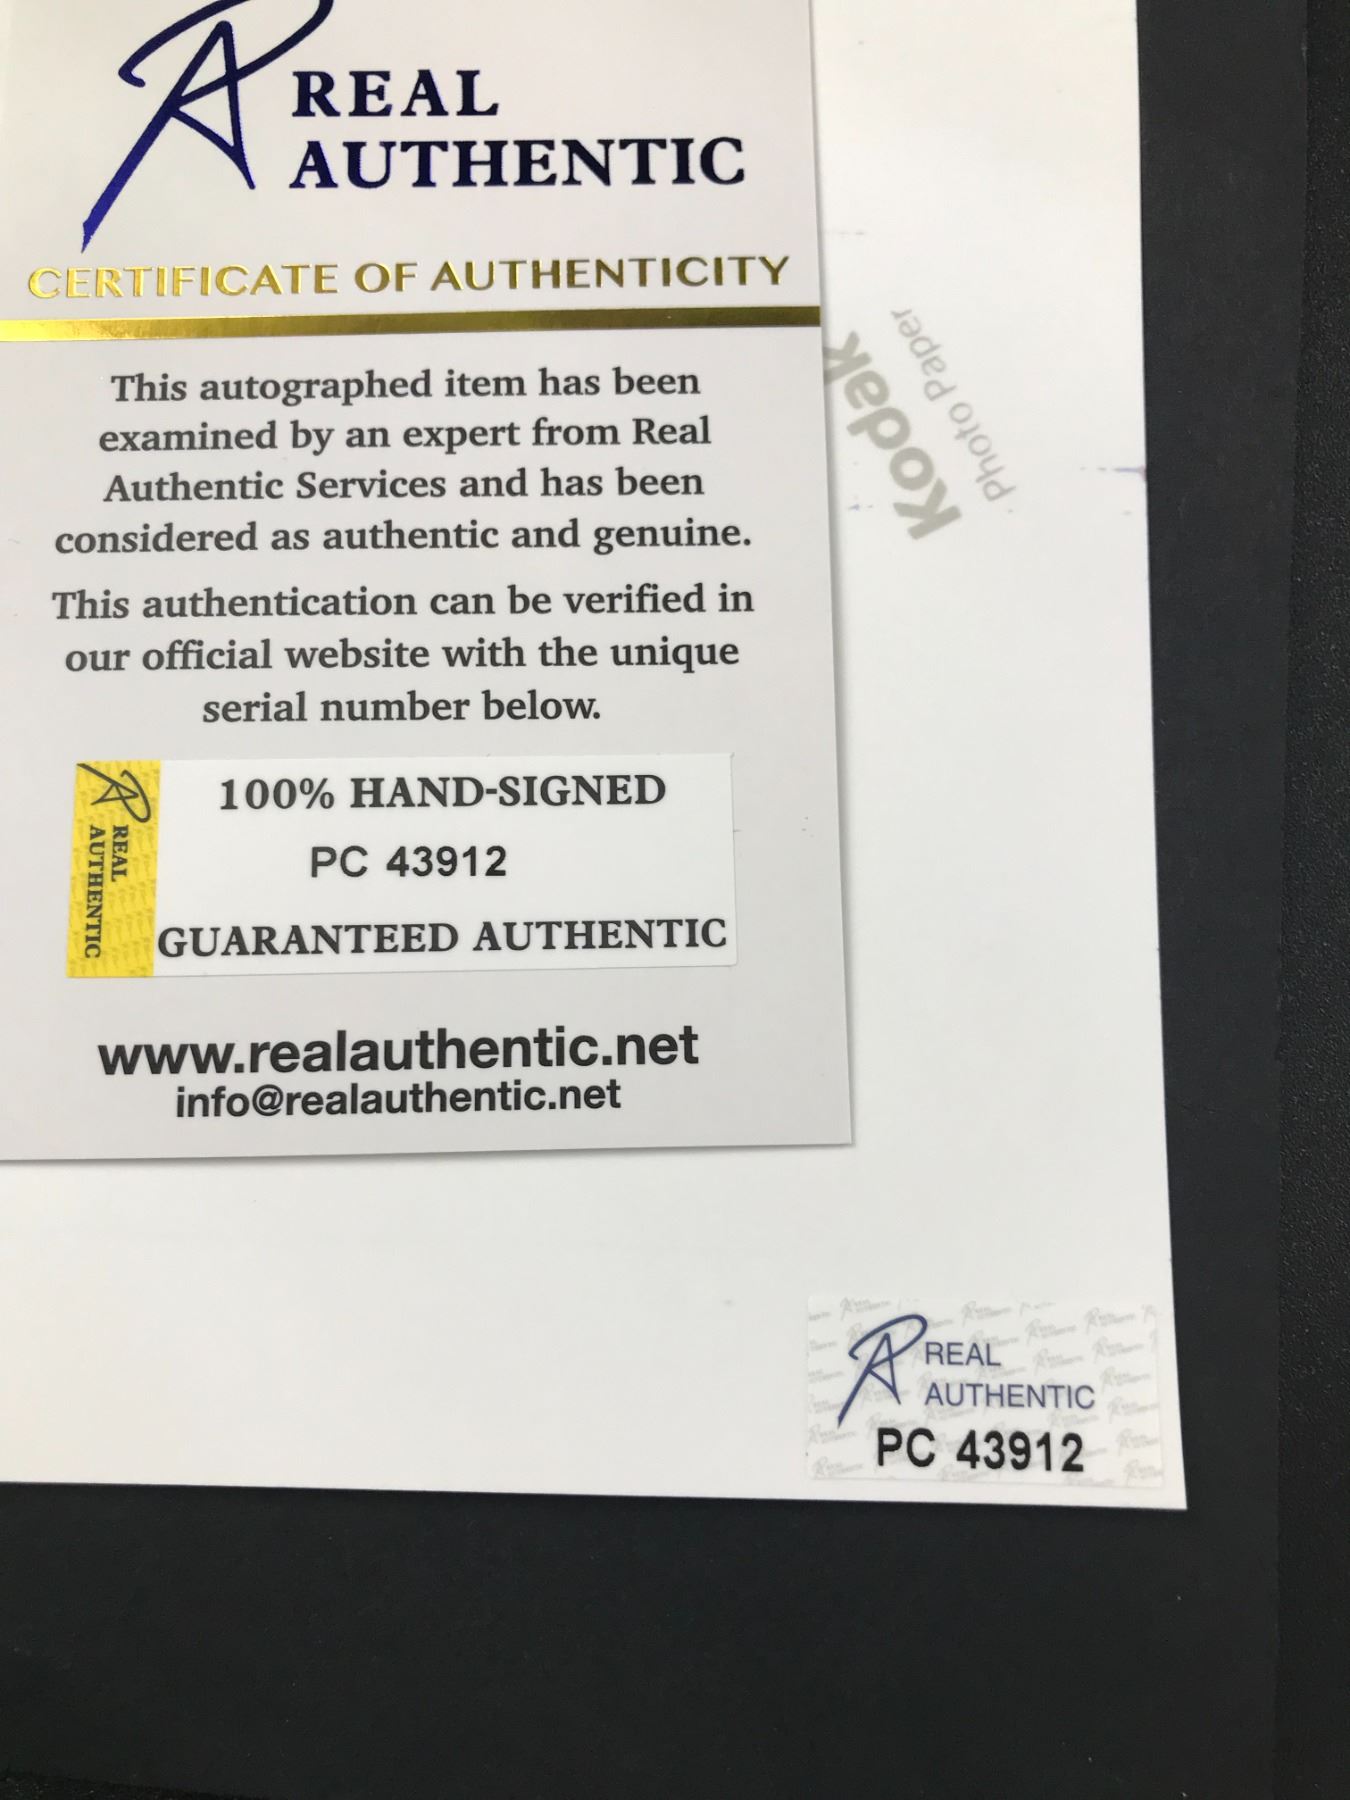 REAL
AUTHENTIC
CERTIFICATE OF AUTHENTICITY
This autographed item has been
examined by an expert from Real
Authentic Services and has been
considered as authentic and genuine.
This authentication can be verified in
our official website with the unique
serial number below.
REAL
AUTHENTIC
100% HAND-SIGNED
PC 43912
GUARANTEED AUTHENTIC
www.realauthentic.net
info@realauthentic.net
Kodak
Photo Paper
REAL
AUTHENTIC
PC 43912